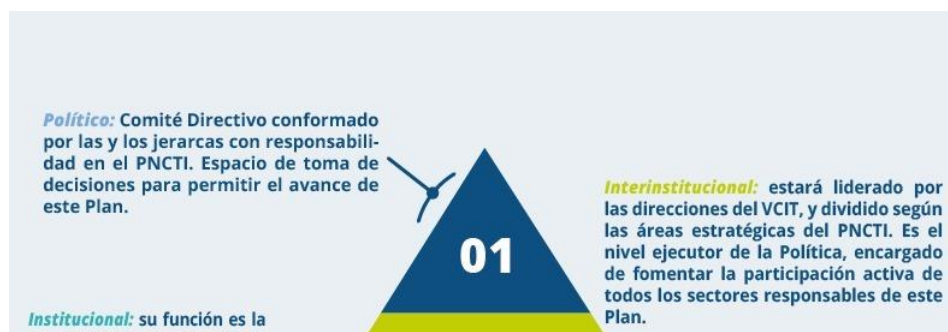 Político: Comité Directivo conformado
por las y los jerarcas con responsabili-
dad en el PNCTI. Espacio de toma de
decisiones para permitir el avance de
este Plan.
01
Interinstitucional: estará liderado por
las direcciones del VCIT, y dividido según
las áreas estratégicas del PNCTI. Es el
nivel ejecutor de la Política, encargado
de fomentar la participación activa de
todos los sectores responsables de este
Plan.
Institucional: su función es la